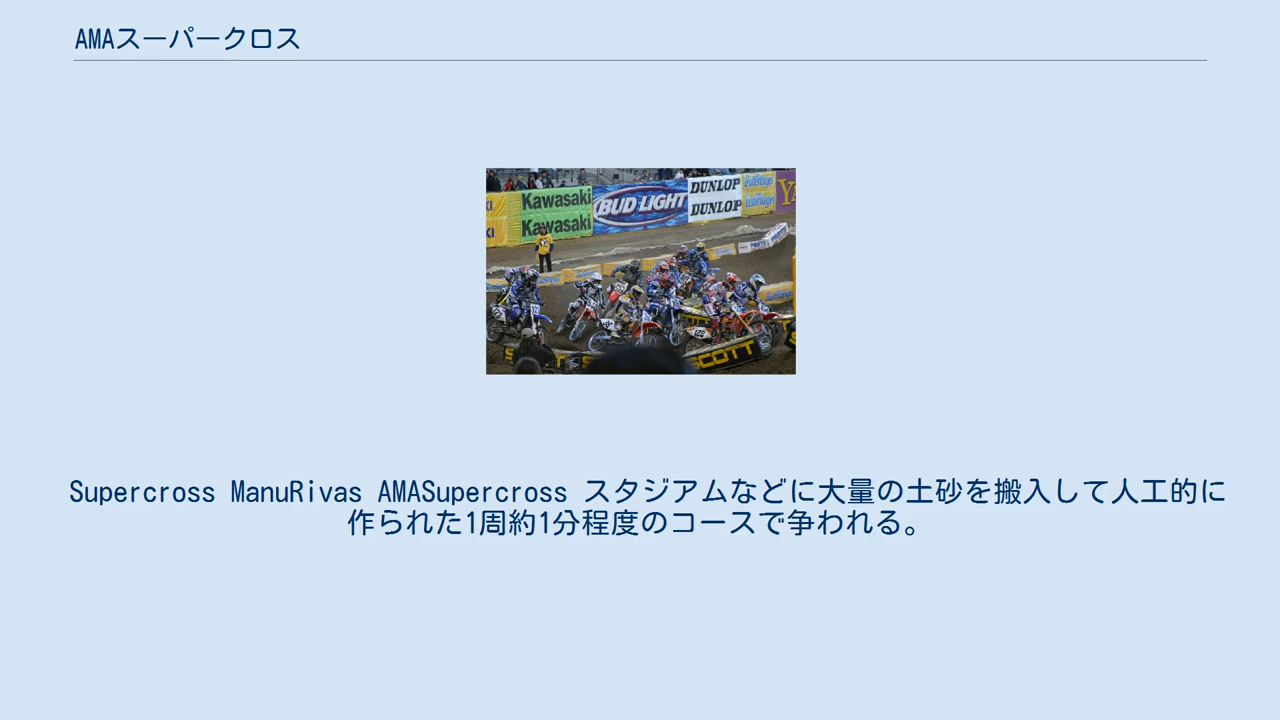 AMAスーパークロス
Kawasaki
Kawasaki
BUD LIGHT
DUNLOP
DUNLOP
SCOTT
Supercross ManuRivas AMASupercross スタジアムなどに大量の土砂を搬入して人工的に
作られた1周約1分程度のコースで争われる。